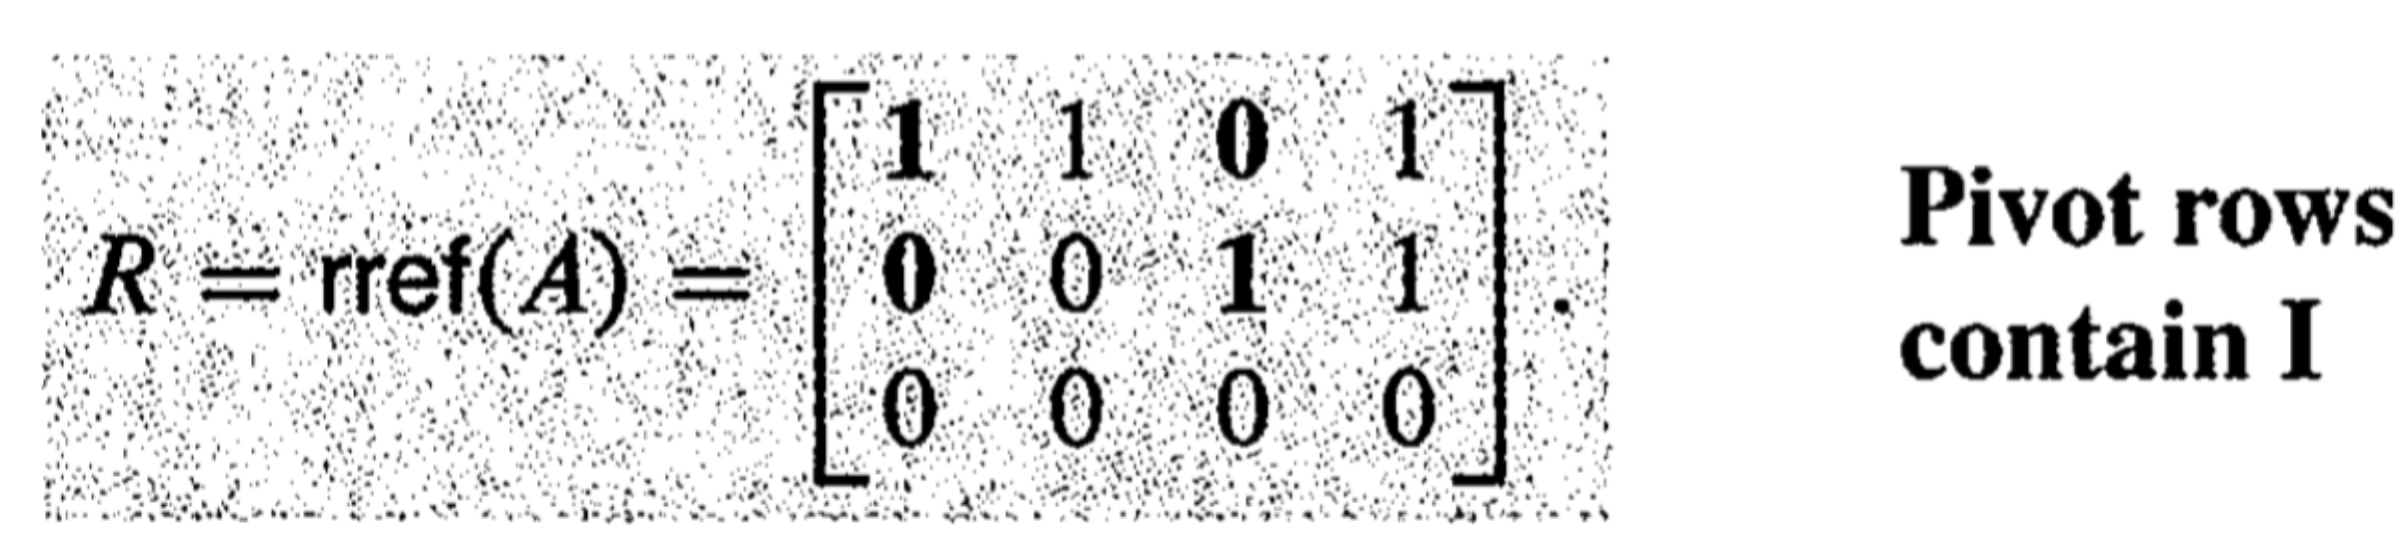 R = rref(A) = [1 1 0 1
0 0 1 1
0 0 0 0].
Pivot rows
contain I